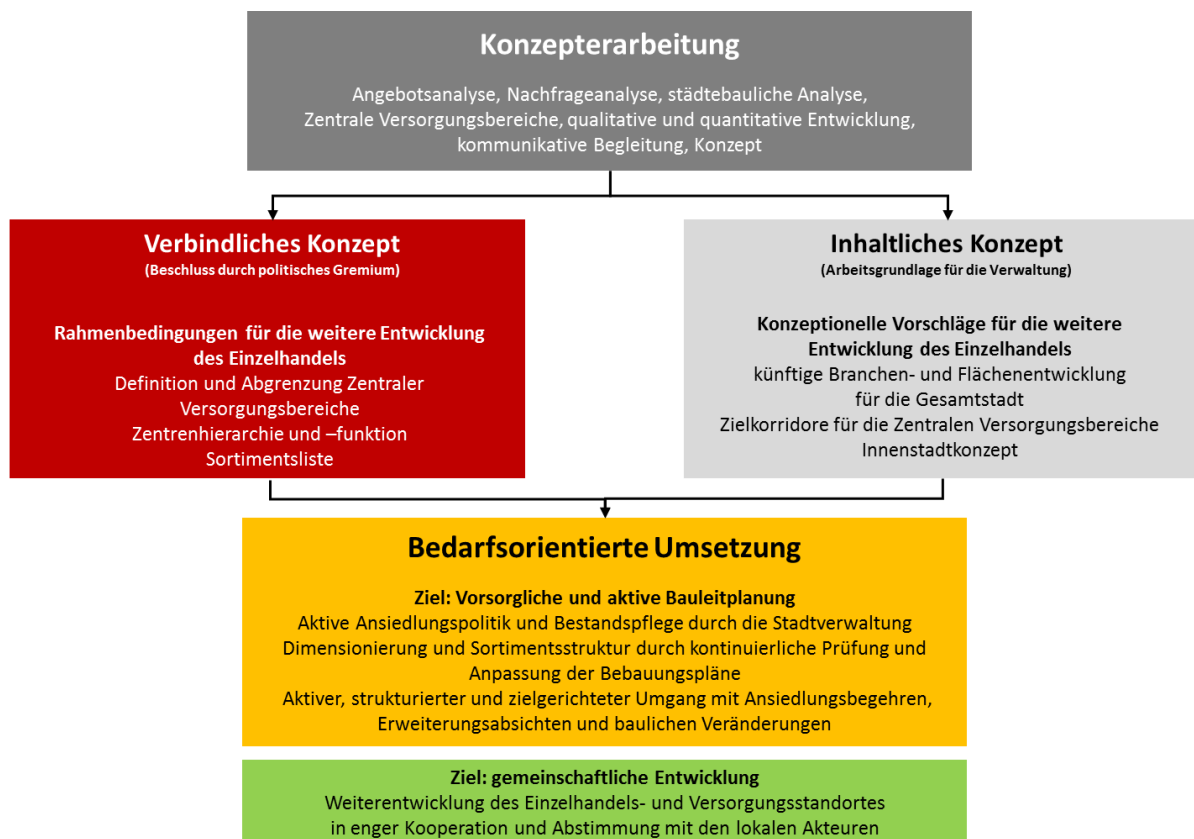 Konzepterarbeitung
Angebotsanalyse, Nachfrageanalyse, städtebauliche Analyse,
Zentrale Versorgungsbereiche, qualitative und quantitative Entwicklung,
kommunikative Begleitung, Konzept
Verbindliches Konzept
(Beschluss durch politisches Gremium)
Rahmenbedingungen für die weitere Entwicklung
des Einzelhandels
Definition und Abgrenzung Zentraler
Versorgungsbereiche
Zentrenhierarchie und –funktion
Sortimentsliste
Inhaltliches Konzept
(Arbeitsgrundlage für die Verwaltung)
Konzeptionelle Vorschläge für die weitere
Entwicklung des Einzelhandels
künftige Branchen- und Flächenentwicklung
für die Gesamtstadt
Zielkorridore für die Zentralen Versorgungsbereiche
Innenstadtkonzept
Bedarfsorientierte Umsetzung
Ziel: Vorsorgliche und aktive Bauleitplanung
Aktive Ansiedlungspolitik und Bestandspflege durch die Stadtverwaltung
Dimensionierung und Sortimentsstruktur durch kontinuierliche Prüfung und
Anpassung der Bebauungspläne
Aktiver, strukturierter und zielgerichteter Umgang mit Ansiedlungsbegehren,
Erweiterungsabsichten und baulichen Veränderungen
Ziel: gemeinschaftliche Entwicklung
Weiterentwicklung des Einzelhandels- und Versorgungsstandortes
in enger Kooperation und Abstimmung mit den lokalen Akteuren